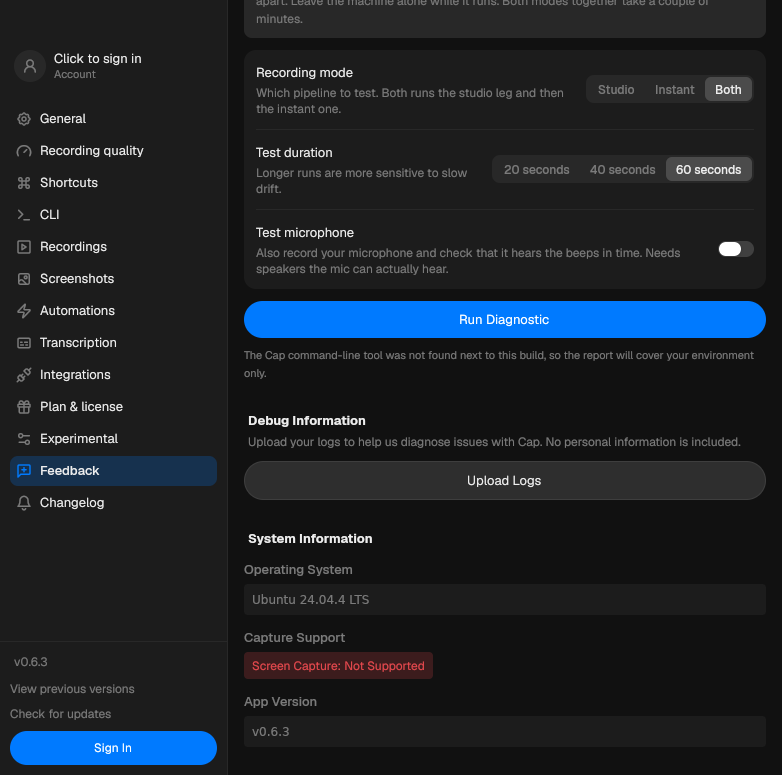 Click to sign in
Account
General
Recording quality
Shortcuts
CLI
Recordings
Screenshots
Automations
Transcription
Integrations
Plan & license
Experimental
Feedback
Changelog
v0.6.3
View previous versions
Check for updates
Sign In
apart. Leave the machine alone while it runs. Both modes together take a couple of
minutes.
Recording mode
Which pipeline to test. Both runs the studio leg and then
the instant one.
Studio Instant Both
Test duration
Longer runs are more sensitive to slow
drift.
20 seconds 40 seconds 60 seconds
Test microphone
Also record your microphone and check that it hears the beeps in time. Needs
speakers the mic can actually hear.
Run Diagnostic
The Cap command-line tool was not found next to this build, so the report will cover your environment
only.
Debug Information
Upload your logs to help us diagnose issues with Cap. No personal information is included.
Upload Logs
System Information
Operating System
Ubuntu 24.04.4 LTS
Capture Support
Screen Capture: Not Supported
App Version
v0.6.3